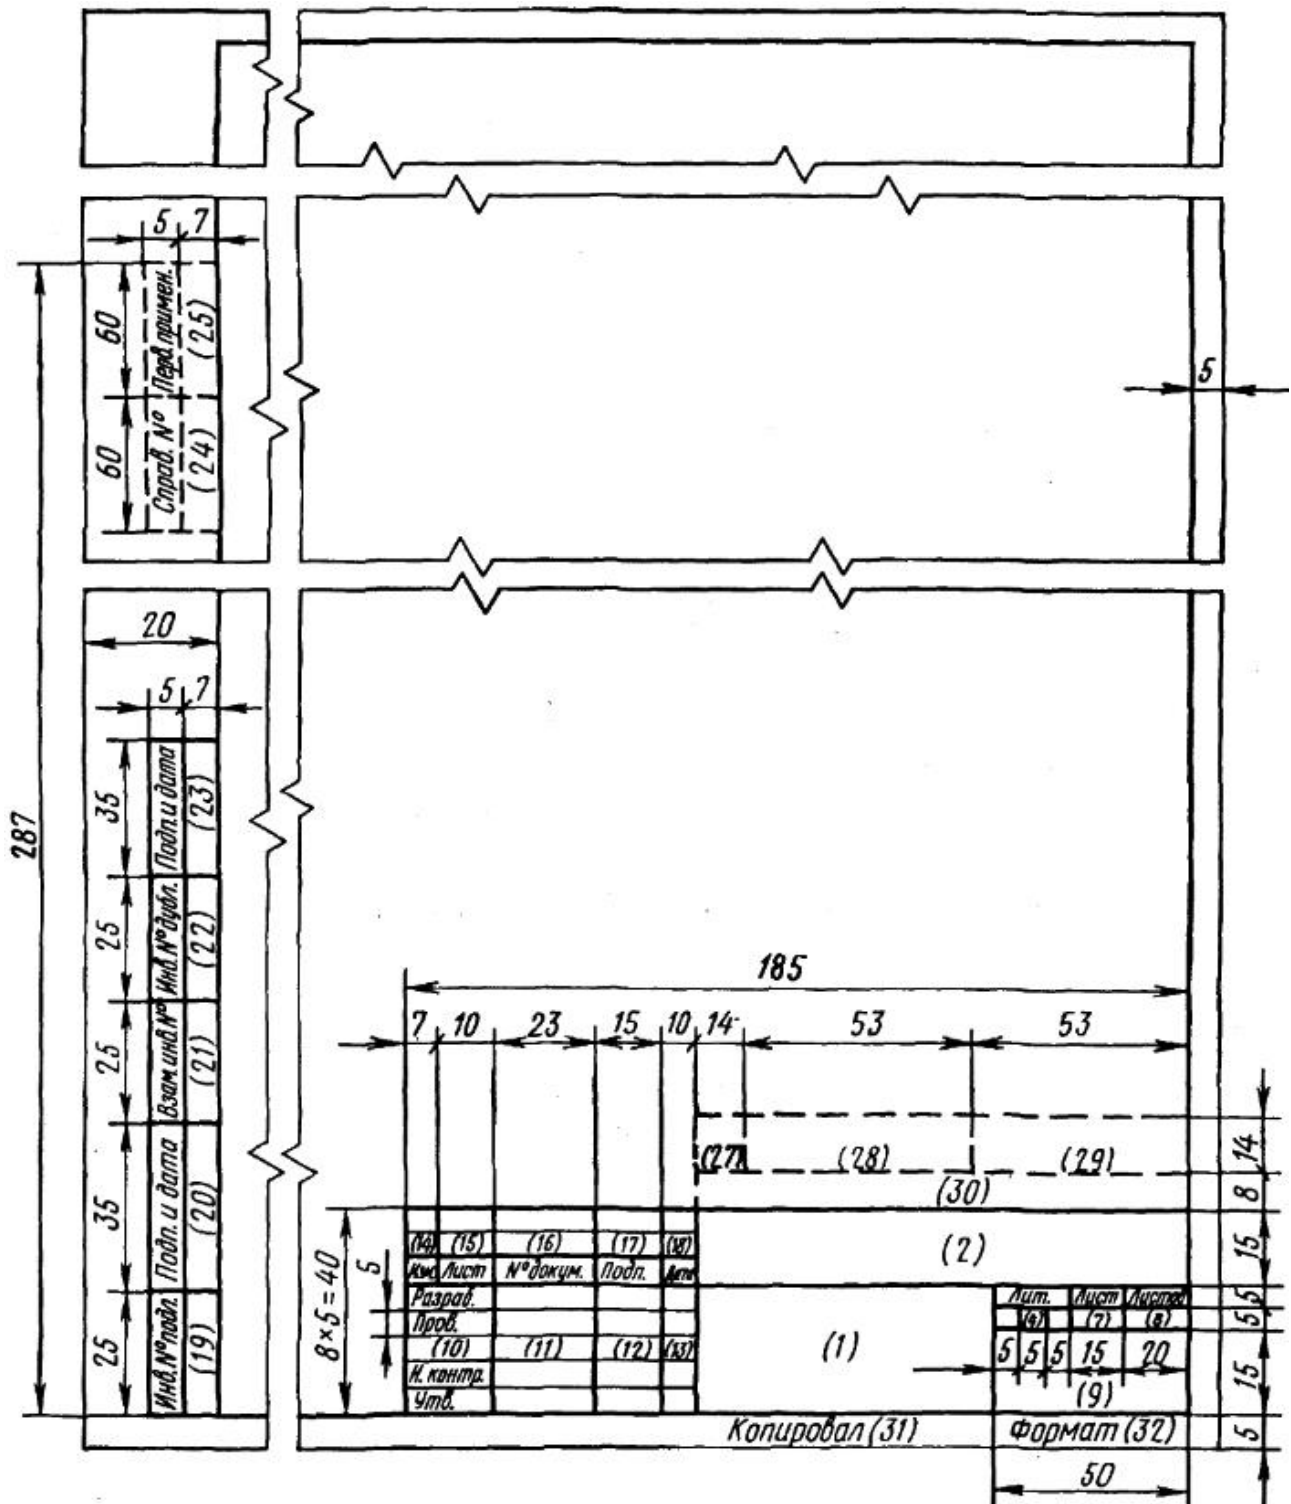 5 7
60
Перв. примен.
(25)
5
60
Справ. №
(24)
20
5 7
287
35
Подп. и дата
(23)
25
Инв. № дубл.
(22)
185
7 10 23 15 10 14 53 53
25
Взам. инв. №
(21)
14
(27) (28) (29)
35
Подп. и дата
(20)
(30)
8
8×5=40
5
(14) (15) (16) (17) (18)
(2)
15
Изм Лист № докум. Подп. Дата
Разраб.
Лит. Лист Листов
5
Пров.
(4) (7) (8)
5
25
Инв. № подл.
(19)
(10) (11) (12) (13)
(1)
5 5 5 15 20
15
Н. контр.
(9)
Утв.
Копировал (31) Формат (32)
5
50